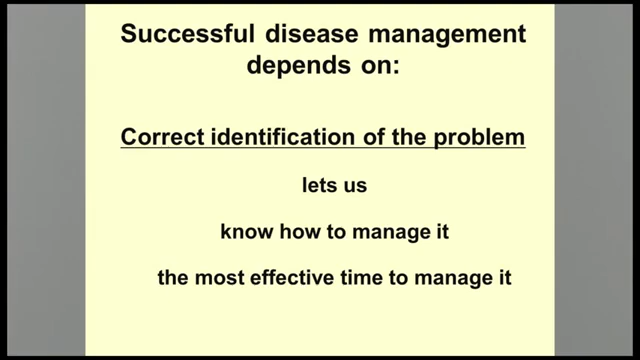 Successful disease management
depends on:
Correct identification of the problem
lets us
know how to manage it
the most effective time to manage it